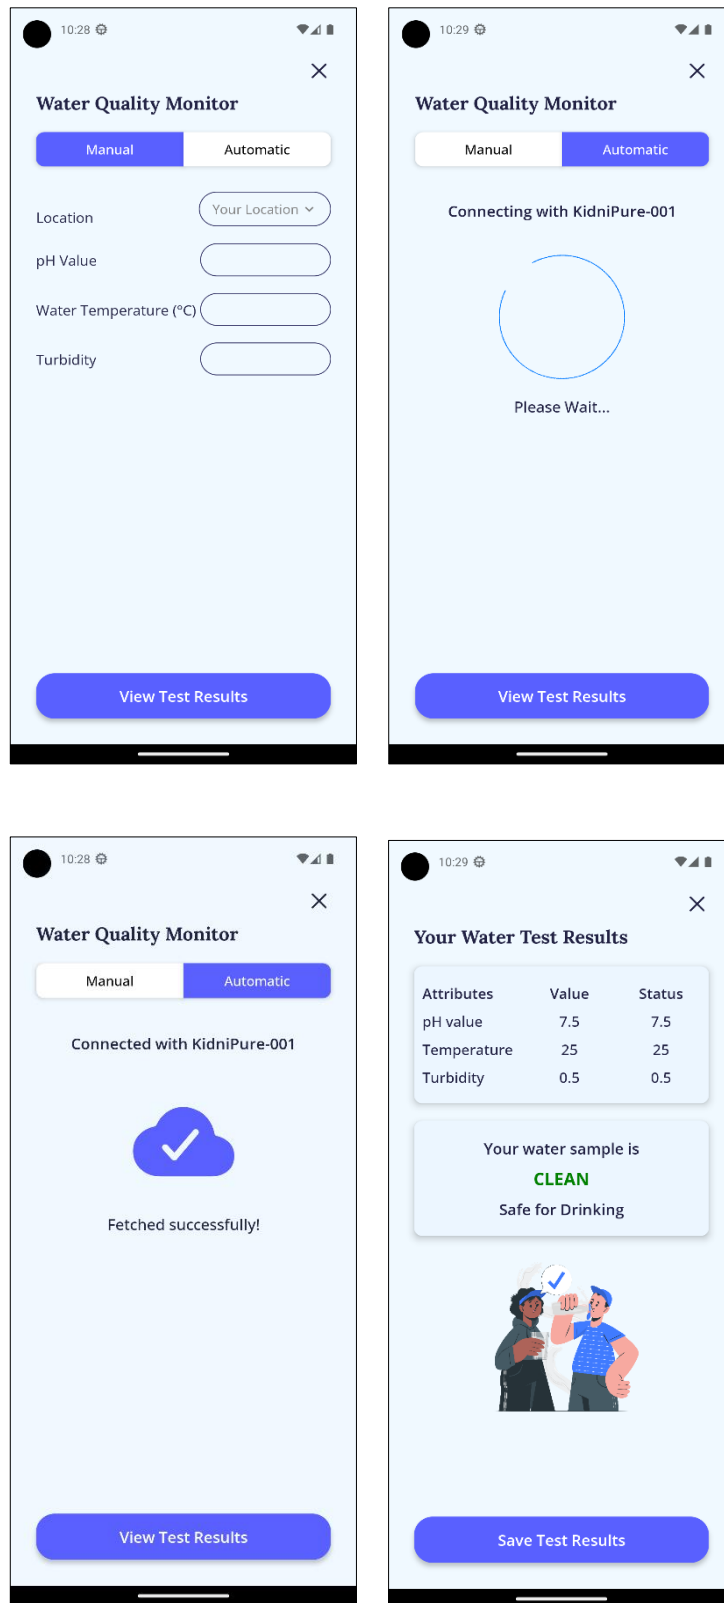 10:28
Water Quality Monitor
Manual Automatic
Location Your Location
pH Value
Water Temperature (°C)
Turbidity
View Test Results
10:29
Water Quality Monitor
Manual Automatic
Connecting with KidniPure-001
Please Wait...
View Test Results
10:28
Water Quality Monitor
Manual Automatic
Connected with KidniPure-001
Fetched successfully!
View Test Results
10:29
Your Water Test Results
Attributes Value Status
pH value 7.5 7.5
Temperature 25 25
Turbidity 0.5 0.5
Your water sample is
CLEAN
Safe for Drinking
Save Test Results